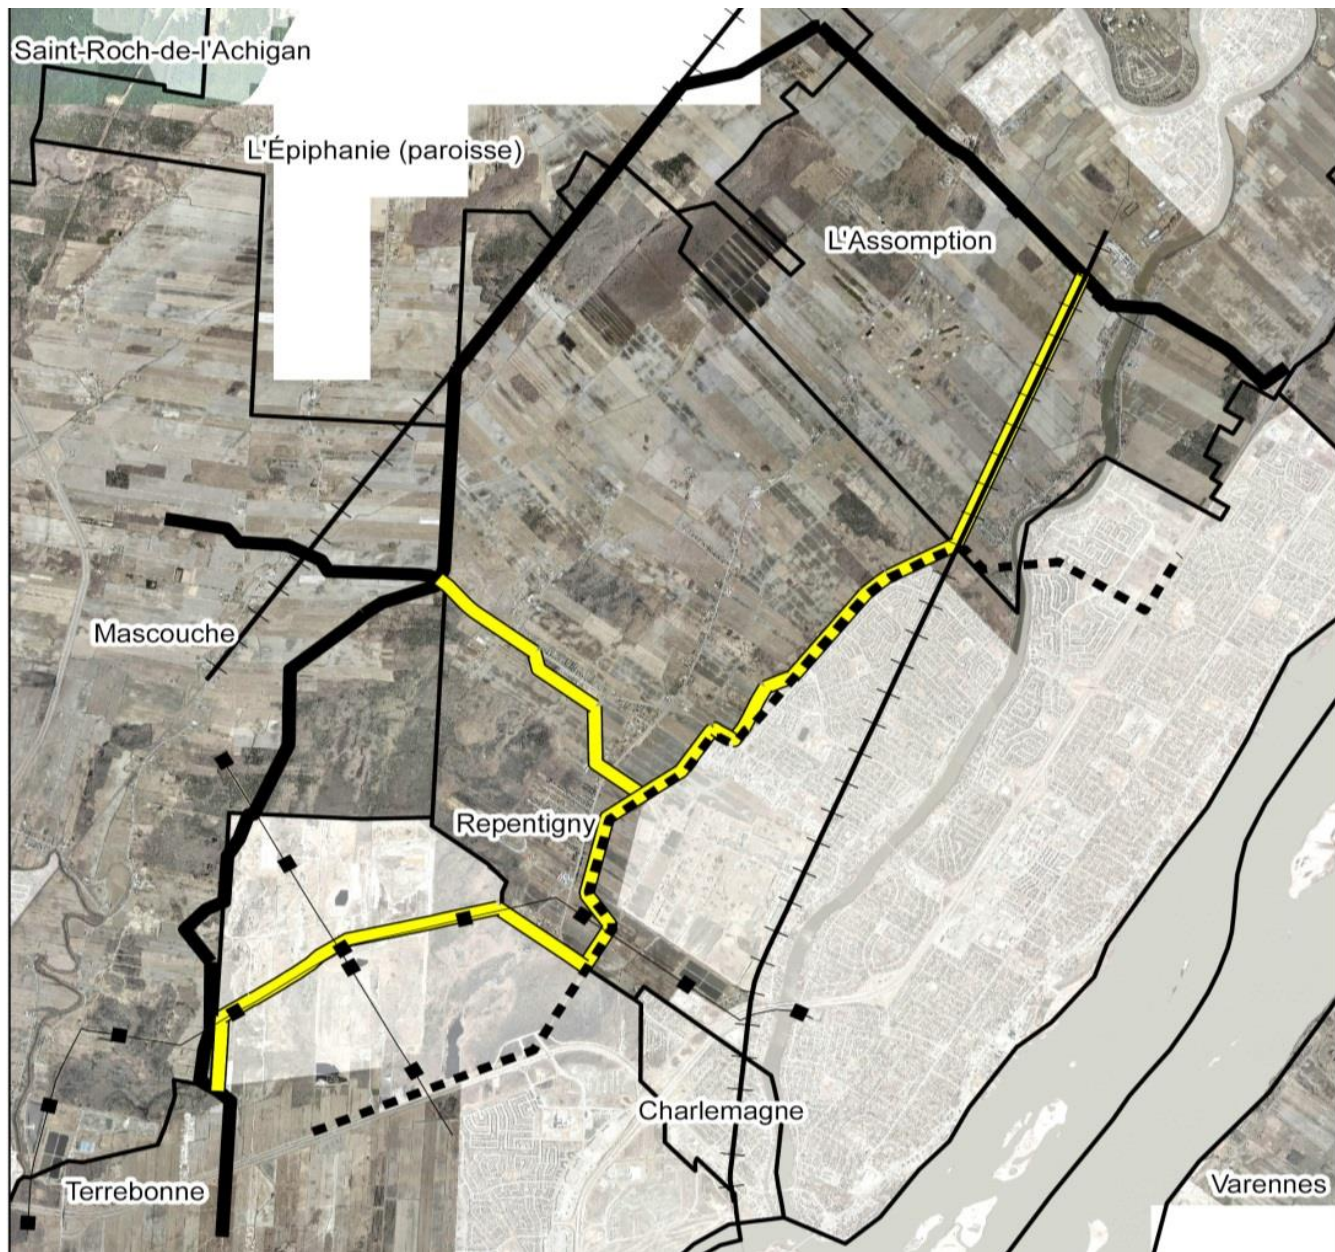 Saint-Roch-de-l'Achigan
L'Épiphanie (paroisse)
L'Assomption
Mascouche
Repentigny
Charlemagne
Terrebonne
Varennes